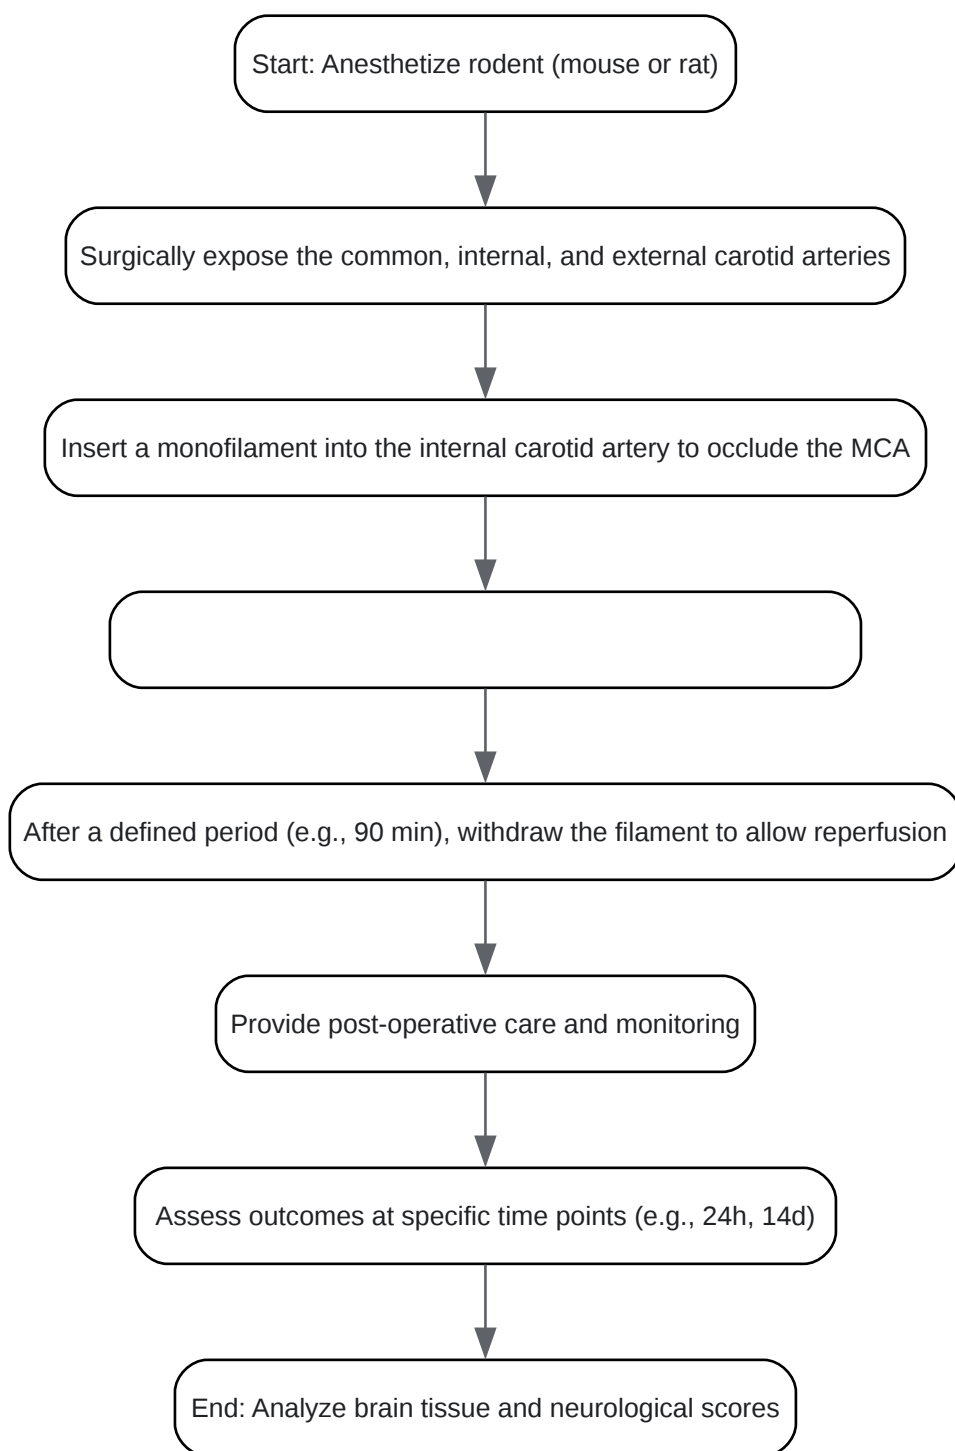 Start: Anesthetize rodent (mouse or rat)
Surgically expose the common, internal, and external carotid arteries
Insert a monofilament into the internal carotid artery to occlude the MCA
After a defined period (e.g., 90 min), withdraw the filament to allow reperfusion
Provide post-operative care and monitoring
Assess outcomes at specific time points (e.g., 24h, 14d)
End: Analyze brain tissue and neurological scores